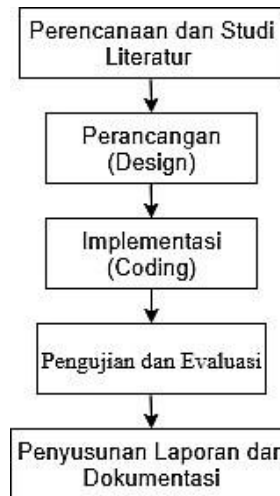 Perencanaan dan Studi
Literatur
Perancangan
(Design)
Implementasi
(Coding)
Pengujian dan Evaluasi
Penyusunan Laporan dan
Dokumentasi